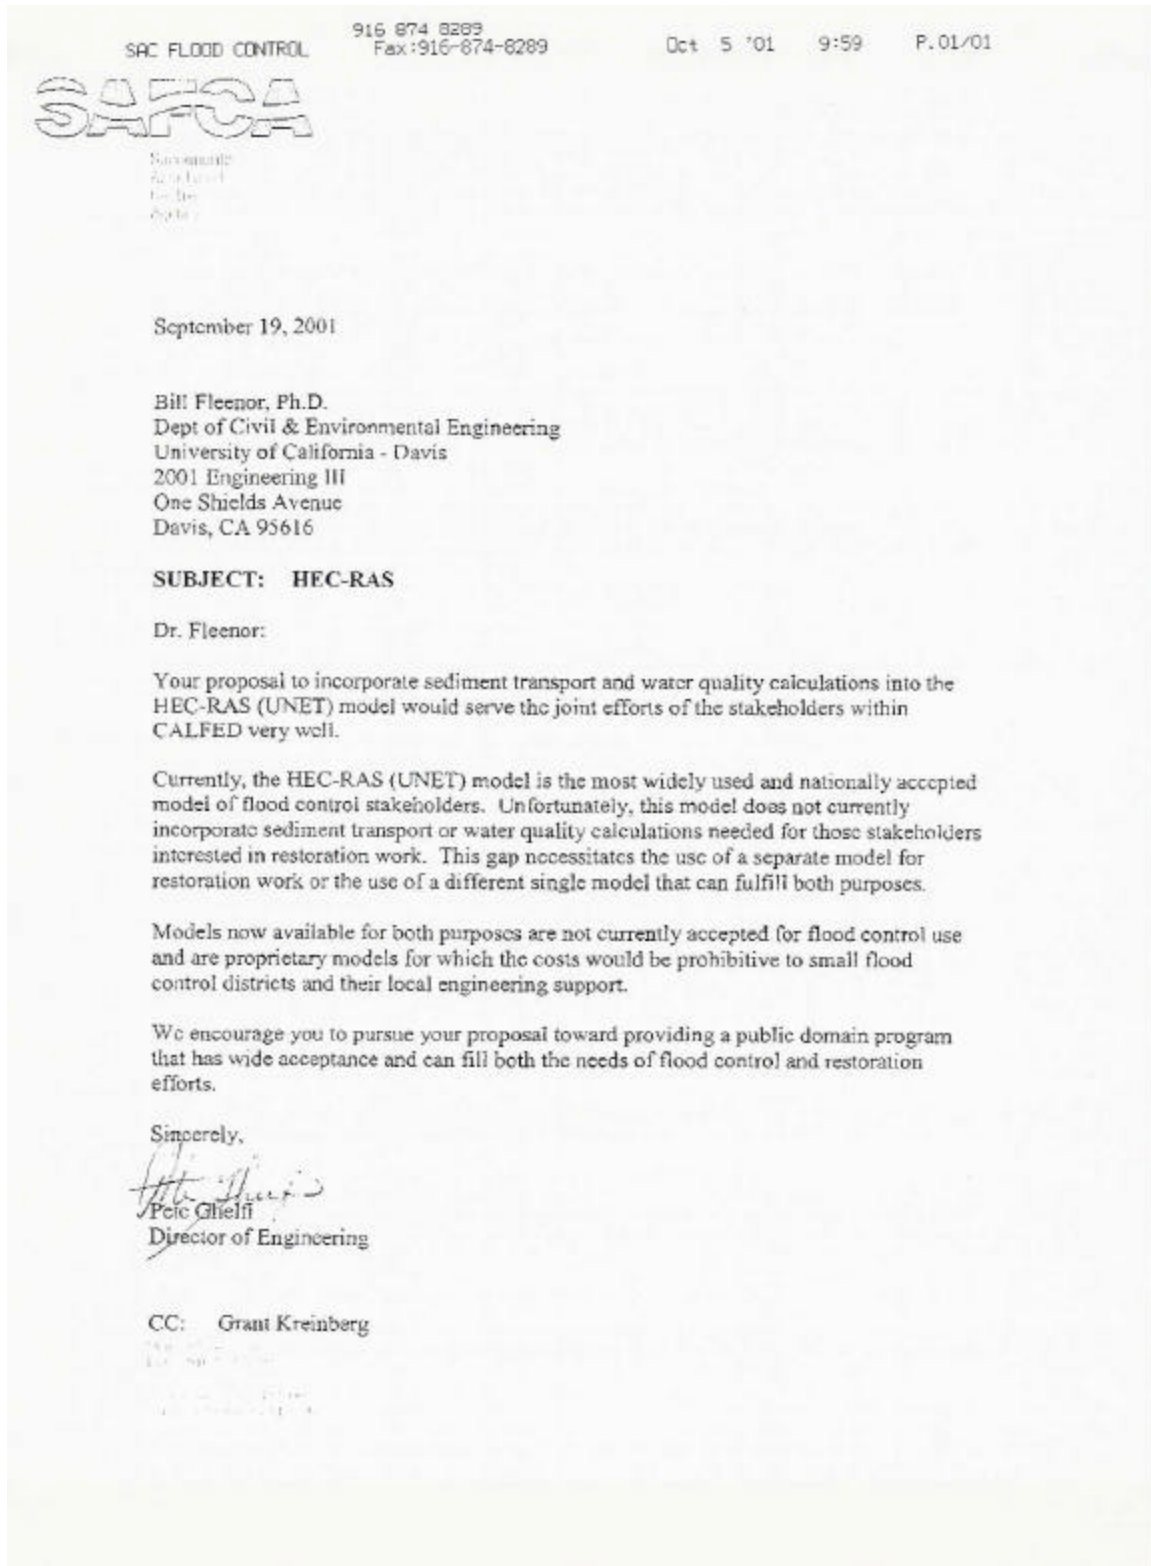 916 874 8289
SAC FLOOD CONTROL Fax:916-874-8289 Oct 5 '01 9:59 P.01/01
SAFCA
Sacramento
Area Flood
Control
Agency
September 19, 2001
Bill Fleenor, Ph.D.
Dept of Civil & Environmental Engineering
University of California - Davis
2001 Engineering III
One Shields Avenue
Davis, CA 95616
SUBJECT: HEC-RAS
Dr. Fleenor:
Your proposal to incorporate sediment transport and water quality calculations into the
HEC-RAS (UNET) model would serve the joint efforts of the stakeholders within
CALFED very well.
Currently, the HEC-RAS (UNET) model is the most widely used and nationally accepted
model of flood control stakeholders. Unfortunately, this model does not currently
incorporate sediment transport or water quality calculations needed for those stakeholders
interested in restoration work. This gap necessitates the use of a separate model for
restoration work or the use of a different single model that can fulfill both purposes.
Models now available for both purposes are not currently accepted for flood control use
and are proprietary models for which the costs would be prohibitive to small flood
control districts and their local engineering support.
We encourage you to pursue your proposal toward providing a public domain program
that has wide acceptance and can fill both the needs of flood control and restoration
efforts.
Sincerely,
Pete Ghelfi
Director of Engineering
CC: Grant Kreinberg